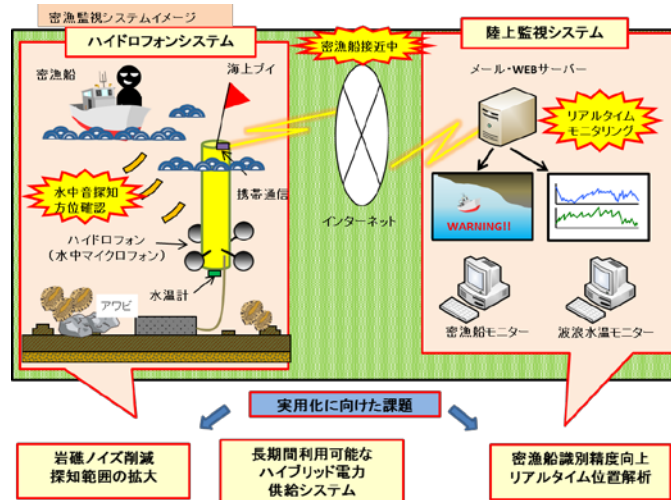 密漁監視システムイメージ
ハイドロフォンシステム
密漁船接近中
陸上監視システム
密漁船
海上ブイ
メール・WEBサーバー
リアルタイム
モニタリング
水中音探知
方位確認
携帯通信
インターネット
WARNING!!
ハイドロフォン
(水中マイクロフォン)
水温計
アワビ
密漁船モニター
波浪水温モニター
実用化に向けた課題
岩礁ノイズ削減
探知範囲の拡大
長期間利用可能な
ハイブリッド電力
供給システム
密漁船識別精度向上
リアルタイム位置解析